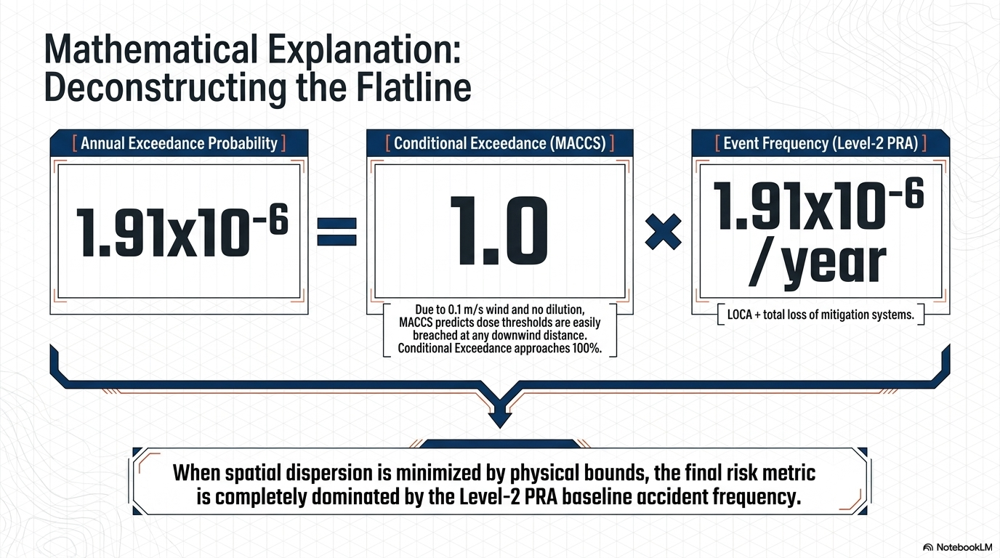 Mathematical Explanation:
Deconstructing the Flatline
[ Annual Exceedance Probability ]
1.91x10⁻⁶
=
[ Conditional Exceedance (MACCS) ]
1.0
Due to 0.1 m/s wind and no dilution,
MACCS predicts dose thresholds are easily
breached at any downwind distance.
Conditional Exceedance approaches 100%.
×
[ Event Frequency (Level-2 PRA) ]
1.91x10⁻⁶
/ year
LOCA + total loss of mitigation systems.
When spatial dispersion is minimized by physical bounds, the final risk metric
is completely dominated by the Level-2 PRA baseline accident frequency.
NotebookLM